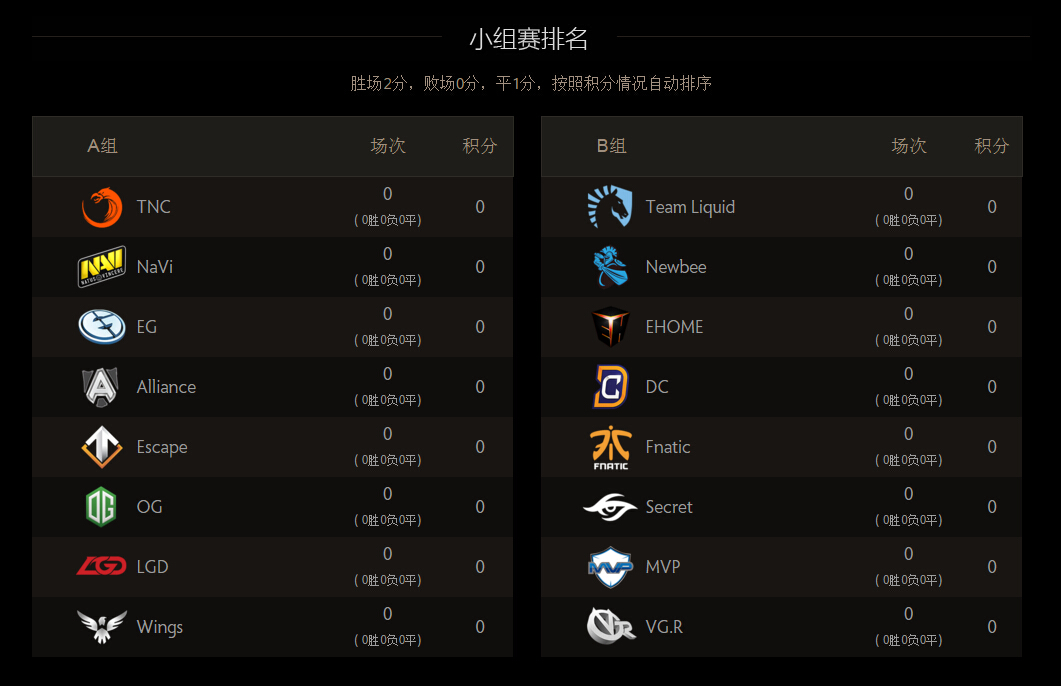 小组赛排名
胜场2分，败场0分，平1分，按照积分情况自动排序
A组 场次 积分
TNC 0 0
( 0胜0负0平)
NAVI
NATUS VINCERE
NaVi 0 0
( 0胜0负0平)
EG 0 0
( 0胜0负0平)
Alliance 0 0
( 0胜0负0平)
Escape 0 0
( 0胜0负0平)
OG OG 0 0
( 0胜0负0平)
LGD LGD 0 0
( 0胜0负0平)
Wings 0 0
( 0胜0负0平)
B组 场次 积分
Team Liquid 0 0
( 0胜0负0平)
Newbee 0 0
( 0胜0负0平)
EHOME 0 0
( 0胜0负0平)
DC DC 0 0
( 0胜0负0平)
Fnatic 0 0
FNATIC
( 0胜0负0平)
Secret 0 0
( 0胜0负0平)
MVP MVP 0 0
( 0胜0负0平)
VGR VG.R 0 0
( 0胜0负0平)